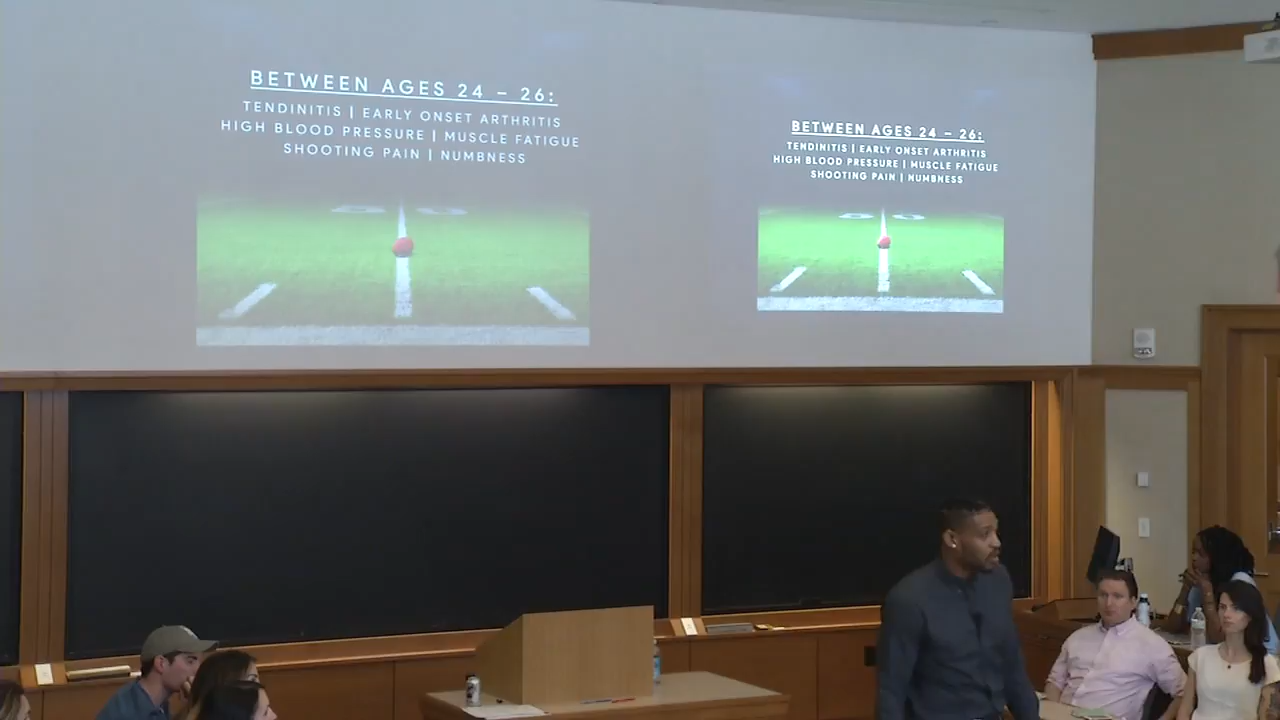 BETWEEN AGES 24 – 26:
TENDINITIS | EARLY ONSET ARTHRITIS
HIGH BLOOD PRESSURE | MUSCLE FATIGUE
SHOOTING PAIN | NUMBNESS
BETWEEN AGES 24 – 26:
TENDINITIS | EARLY ONSET ARTHRITIS
HIGH BLOOD PRESSURE | MUSCLE FATIGUE
SHOOTING PAIN | NUMBNESS